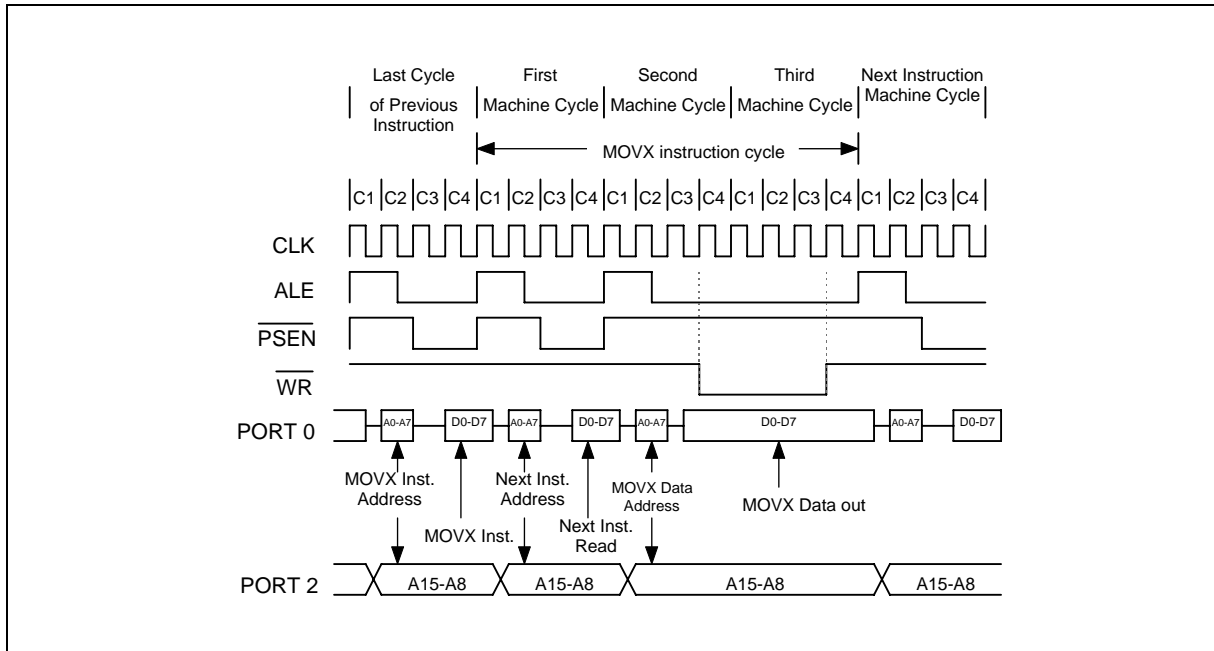 Last Cycle
of Previous
Instruction
First
Machine Cycle
Second
Machine Cycle
Third
Machine Cycle
Next Instruction
Machine Cycle
MOVX instruction cycle
C1 C2 C3 C4 C1 C2 C3 C4 C1 C2 C3 C4 C1 C2 C3 C4 C1 C2 C3 C4
CLK
ALE
PSEN
WR
PORT 0
A0-A7 D0-D7 A0-A7 D0-D7 A0-A7 D0-D7 A0-A7 D0-D7
MOVX Inst.
Address
MOVX Inst.
Next Inst.
Address
Next Inst.
Read
MOVX Data
Address
MOVX Data out
PORT 2
A15-A8 A15-A8 A15-A8 A15-A8